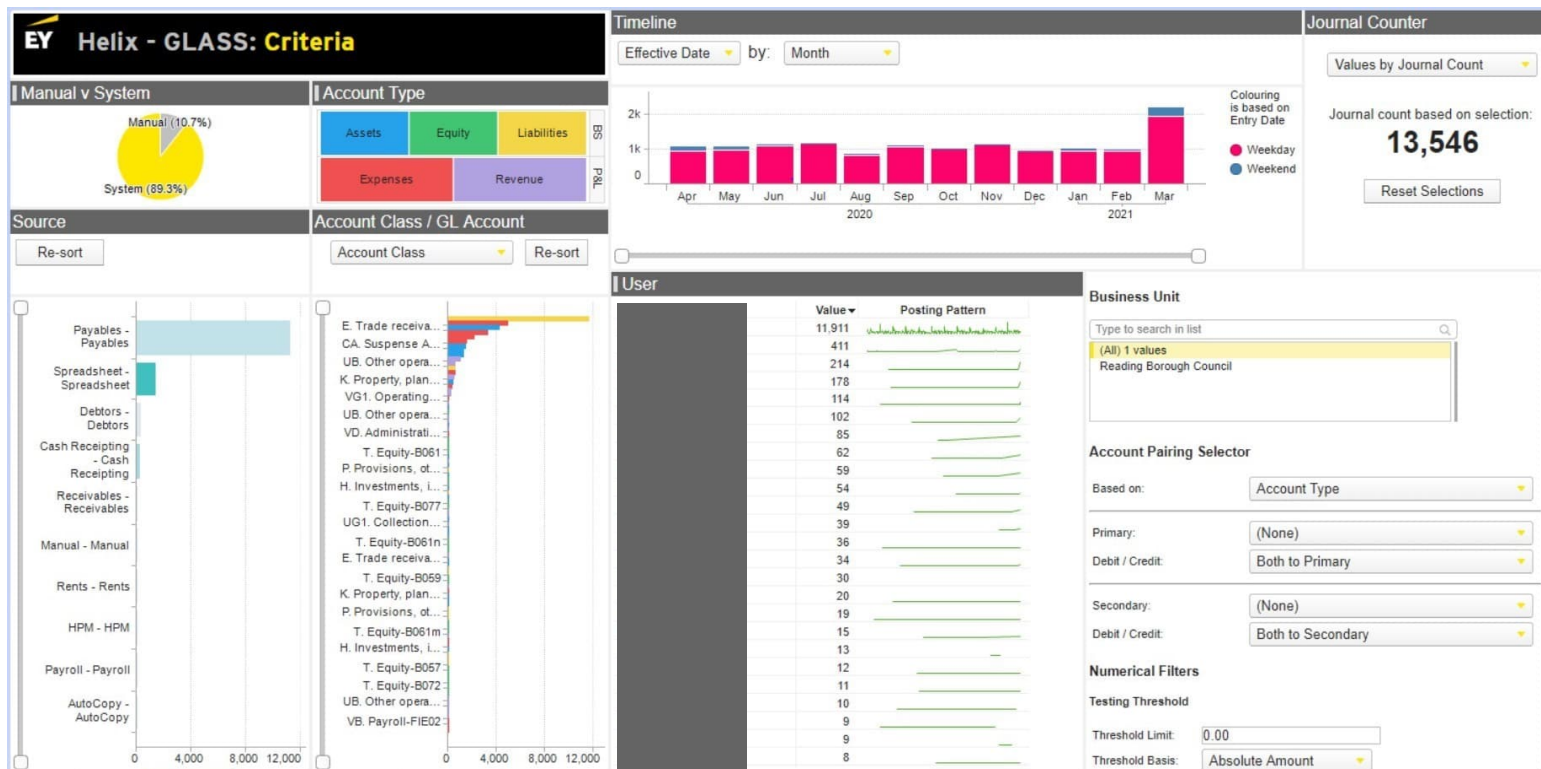 EY Helix - GLASS: Criteria
Manual v System
Manual (10.7%)
System (89.3%)
Account Type
Assets
Equity
Liabilities
BS
Expenses
Revenue
P&L
Timeline
Effective Date
by:
Month
2k
1k
0
Apr
May
Jun
Jul
Aug
Sep
Oct
Nov
Dec
Jan
Feb
Mar
2020
2021
Colouring
is based on
Entry Date
Weekday
Weekend
Journal Counter
Values by Journal Count
Journal count based on selection:
13,546
Reset Selections
Source
Re-sort
Payables -
Payables
Spreadsheet -
Spreadsheet
Debtors -
Debtors
Cash Receipting
- Cash
Receipting
Receivables -
Receivables
Manual - Manual
Rents - Rents
HPM - HPM
Payroll - Payroll
AutoCopy -
AutoCopy
0
4,000
8,000
12,000
Account Class / GL Account
Account Class
Re-sort
E. Trade receiva...
CA. Suspense A...
UB. Other opera...
K. Property, plan...
VG1. Operating...
UB. Other opera...
VD. Administrati...
T. Equity-B061
P. Provisions, ot...
H. Investments, i...
T. Equity-B077
UG1. Collection...
T. Equity-B061n
E. Trade receiva...
T. Equity-B059
K. Property, plan...
P. Provisions, ot...
T. Equity-B061m
H. Investments, i...
T. Equity-B057
T. Equity-B072
UB. Other opera...
VB. Payroll-FIE02
0
4,000
8,000
12,000
User
Value
Posting Pattern
11,911
411
214
178
114
102
85
62
59
54
49
39
36
34
30
20
19
15
13
12
11
10
9
9
8
Business Unit
Type to search in list
(All) 1 values
Reading Borough Council
Account Pairing Selector
Based on:
Account Type
Primary:
(None)
Debit / Credit:
Both to Primary
Secondary:
(None)
Debit / Credit:
Both to Secondary
Numerical Filters
Testing Threshold
Threshold Limit:
0.00
Threshold Basis:
Absolute Amount